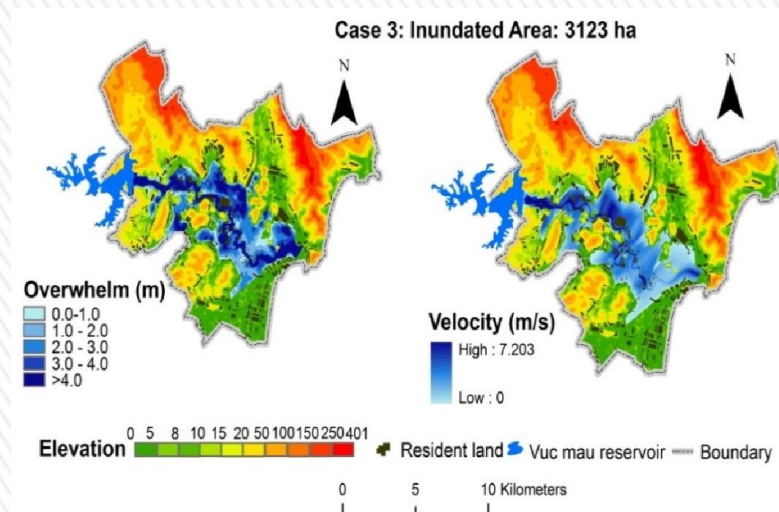 Case 3: Inundated Area: 3123 ha
N
N
Overwhelm (m)
0.0-1.0
1.0 - 2.0
2.0 - 3.0
3.0 - 4.0
>4.0
Velocity (m/s)
High : 7.203
Low : 0
Elevation 0 5 8 10 15 20 50 100 150 250 401
Resident land Vuc mau reservoir Boundary
0 5 10 Kilometers